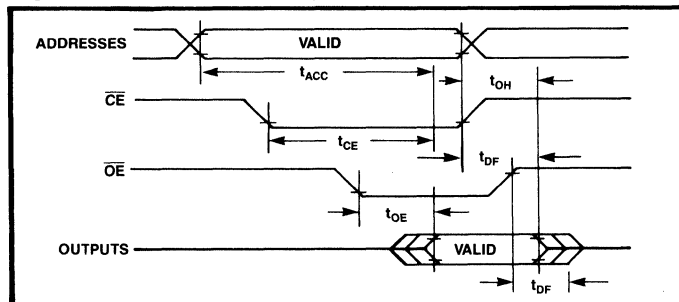 ADDRESSES
VALID
tACC
tOH
CE
tCE
tDF
OE
tOE
OUTPUTS
VALID
tDF